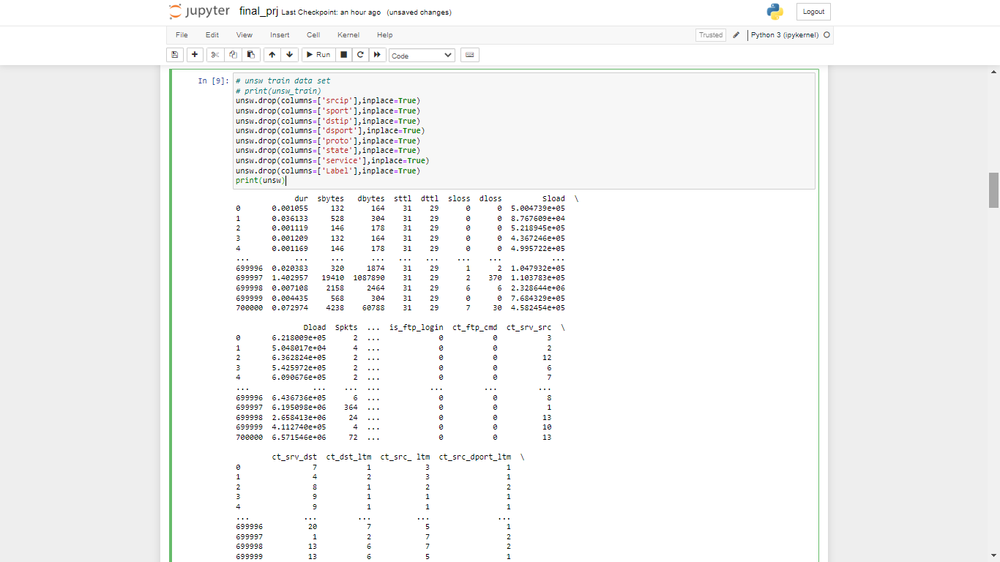 jupyter final_prj Last Checkpoint: an hour ago (unsaved changes) Logout
File Edit View Insert Cell Kernel Help Trusted Python 3 (ipykernel)
Run Code
In [9]: # unsw train data set
# print(unsw_train)
unsw.drop(columns=['srcip'],inplace=True)
unsw.drop(columns=['sport'],inplace=True)
unsw.drop(columns=['dstip'],inplace=True)
unsw.drop(columns=['dsport'],inplace=True)
unsw.drop(columns=['proto'],inplace=True)
unsw.drop(columns=['state'],inplace=True)
unsw.drop(columns=['service'],inplace=True)
unsw.drop(columns=['Label'],inplace=True)
print(unsw)
dur sbytes dbytes sttl dttl sloss dloss Sload \
0 0.001055 132 164 31 29 0 0 5.004739e+05
1 0.036133 528 304 31 29 0 0 8.767609e+04
2 0.001119 146 178 31 29 0 0 5.218945e+05
3 0.001209 132 164 31 29 0 0 4.367246e+05
4 0.001169 146 178 31 29 0 0 4.995722e+05
... ... ... ... ... ... ... ... ...
699996 0.020383 320 1874 31 29 1 2 1.047932e+05
699997 1.402957 19410 1087890 31 29 2 370 1.103783e+05
699998 0.007108 2158 2464 31 29 6 6 2.328644e+06
699999 0.004435 568 304 31 29 0 0 7.684329e+05
700000 0.072974 4238 60788 31 29 7 30 4.582454e+05
Dload Spkts ... is_ftp_login ct_ftp_cmd ct_srv_src \
0 6.218009e+05 2 ... 0 0 3
1 5.048017e+04 4 ... 0 0 2
2 6.362824e+05 2 ... 0 0 12
3 5.425972e+05 2 ... 0 0 6
4 6.090676e+05 2 ... 0 0 7
... ... ... ... ... ... ...
699996 6.436736e+05 6 ... 0 0 8
699997 6.195098e+06 364 ... 0 0 1
699998 2.658413e+06 24 ... 0 0 13
699999 4.112740e+05 4 ... 0 0 10
700000 6.571546e+06 72 ... 0 0 13
ct_srv_dst ct_dst_ltm ct_src_ ltm ct_src_dport_ltm \
0 7 1 3 1
1 4 2 3 1
2 8 1 2 2
3 9 1 1 1
4 9 1 1 1
... ... ... ... ...
699996 20 7 5 1
699997 1 2 7 2
699998 13 6 7 2
699999 13 6 5 1